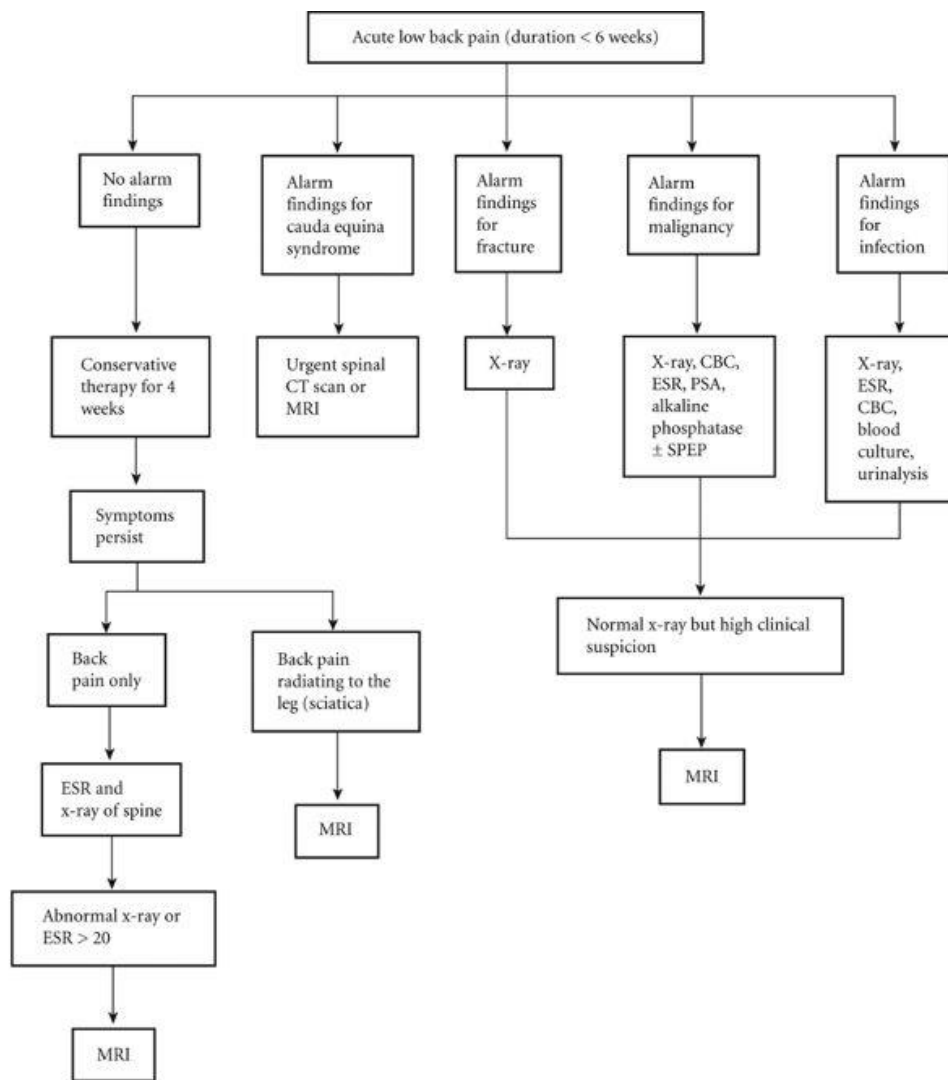 Acute low back pain (duration < 6 weeks)
No alarm
findings
Alarm
findings for
cauda equina
syndrome
Alarm
findings
for
fracture
Alarm
findings for
malignancy
Alarm
findings
for
infection
Conservative
therapy for 4
weeks
Urgent spinal
CT scan or
MRI
X-ray
X-ray, CBC,
ESR, PSA,
alkaline
phosphatase
± SPEP
X-ray,
ESR,
CBC,
blood
culture,
urinalysis
Symptoms
persist
Back
pain only
Back pain
radiating to the
leg (sciatica)
Normal x-ray but high clinical
suspicion
ESR and
x-ray of spine
MRI
MRI
Abnormal x-ray or
ESR > 20
MRI